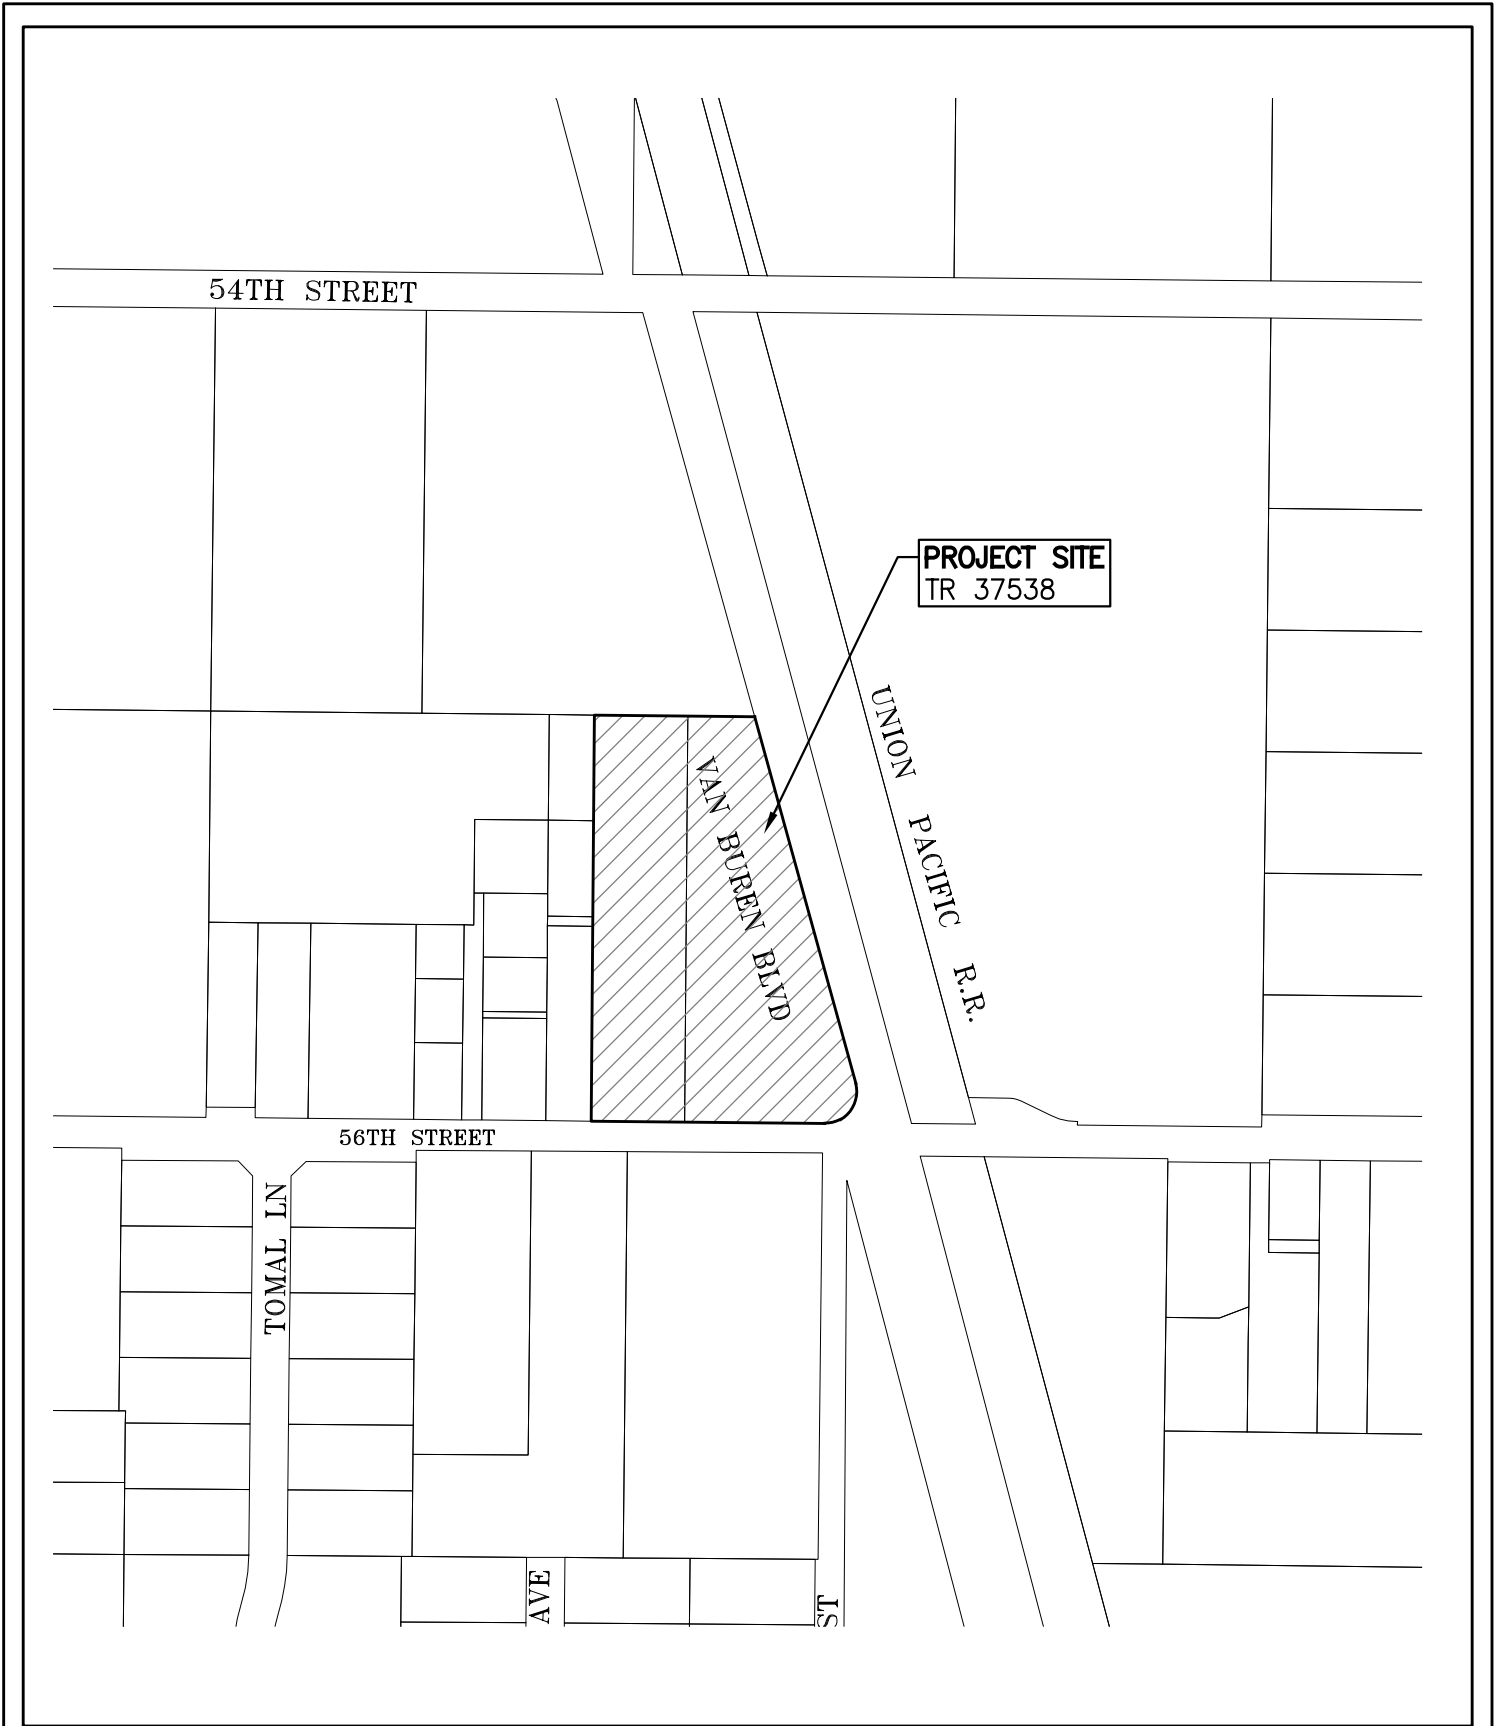 54TH STREET
PROJECT SITE
TR 37538
UNION PACIFIC R.R.
VAN BUREN BLVD
56TH STREET
TOMAL LN
AVE
ST